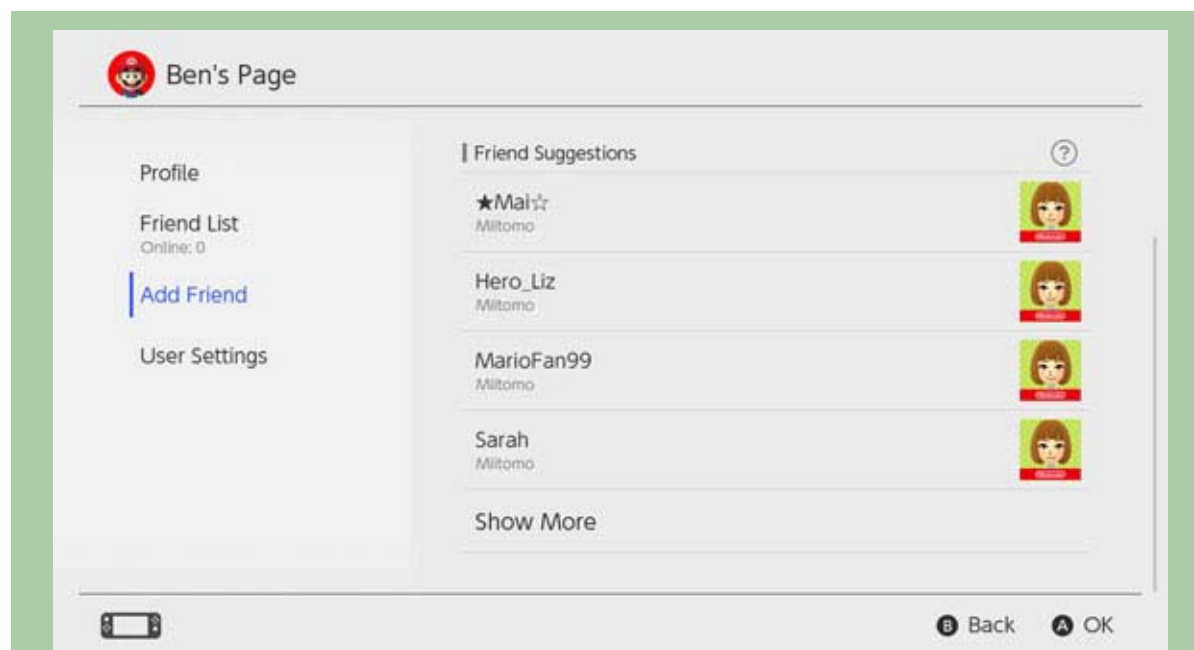 Ben's Page
Profile
Friend List
Online: 0
Add Friend
User Settings
Friend Suggestions
?
★Mai☆
Miitomo
Hero_Liz
Miitomo
MarioFan99
Miitomo
Sarah
Miitomo
Show More
B Back A OK